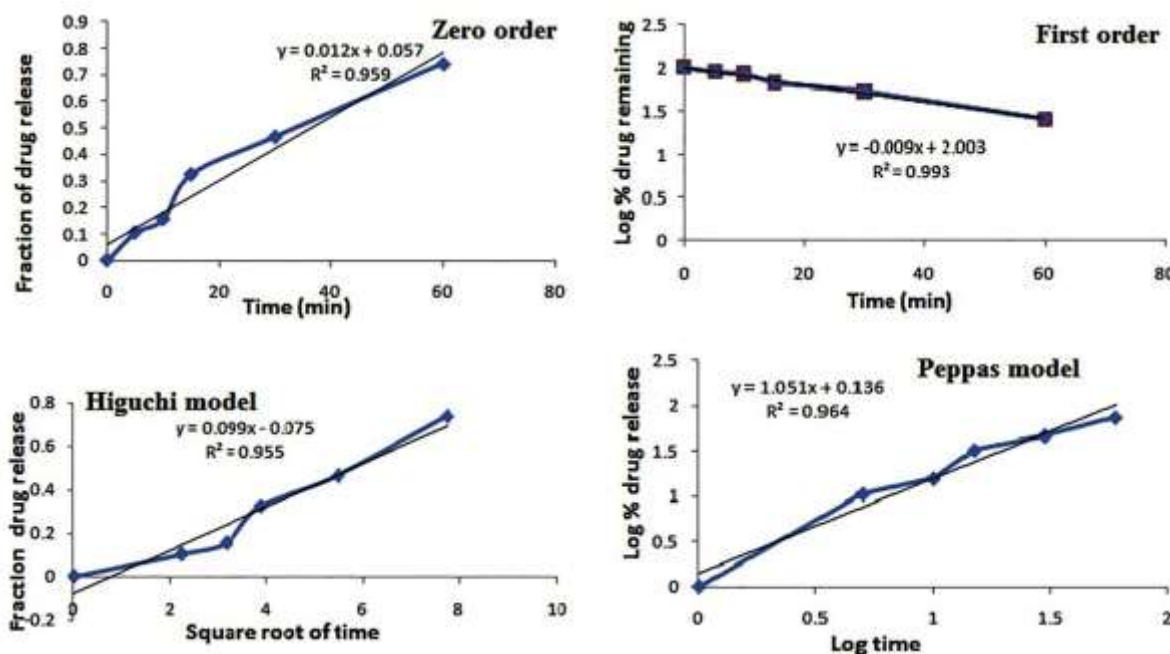 Zero order
y = 0.012x + 0.057
R² = 0.959
Fraction of drug release
0.9
0.8
0.7
0.6
0.5
0.4
0.3
0.2
0.1
0
0 20 40 60 80
Time (min)
First order
y = -0.009x + 2.003
R² = 0.993
Log % drug remaining
2.5
2
1.5
1
0.5
0
0 20 40 60 80
Time (min)
Higuchi model
y = 0.099x - 0.075
R² = 0.955
Fraction drug release
0.8
0.6
0.4
0.2
0
-0.2
0 2 4 6 8 10
Square root of time
Peppas model
y = 1.051x + 0.136
R² = 0.964
Log % drug release
2.5
2
1.5
1
0.5
0
0 0.5 1 1.5 2
Log time